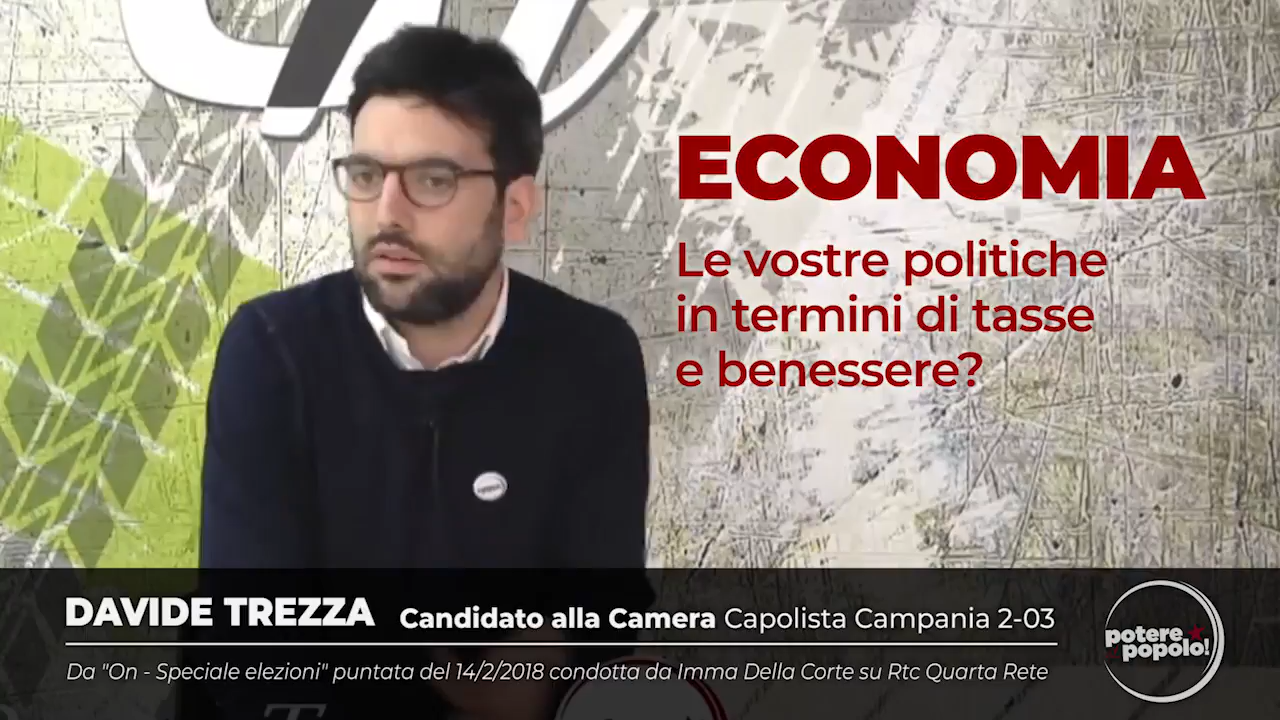 ECONOMIA
Le vostre politiche
in termini di tasse
e benessere?
DAVIDE TREZZA Candidato alla Camera Capolista Campania 2-03
Da "On - Speciale elezioni" puntata del 14/2/2018 condotta da Imma Della Corte su Rtc Quarta Rete
potere
popolo!